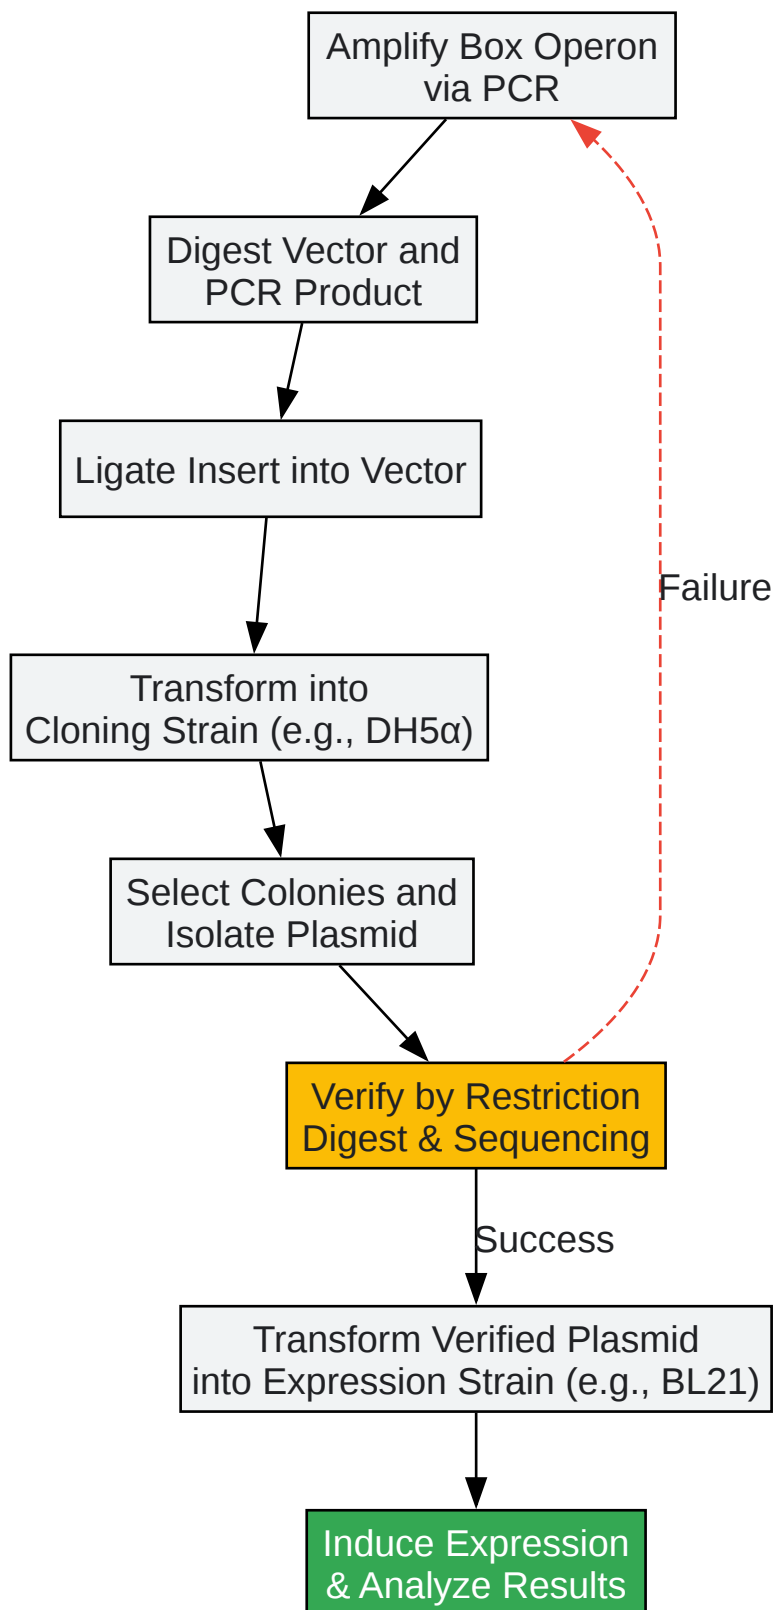 Amplify Box Operon
via PCR
Digest Vector and
PCR Product
Ligate Insert into Vector
Failure
Transform into
Cloning Strain (e.g., DH5α)
Select Colonies and
Isolate Plasmid
Verify by Restriction
Digest & Sequencing
Success
Transform Verified Plasmid
into Expression Strain (e.g., BL21)
Induce Expression
& Analyze Results